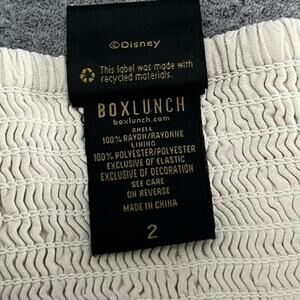 ©Disney
This label was made with
recycled materials.
BOXLUNCH
boxlunch.com
SHELL
100% RAYON/RAYONNE
LINING
100% POLYESTER/POLYESTER
EXCLUSIVE OF ELASTIC
EXCLUSIVE OF DECORATION
SEE CARE
ON REVERSE
MADE IN CHINA
2